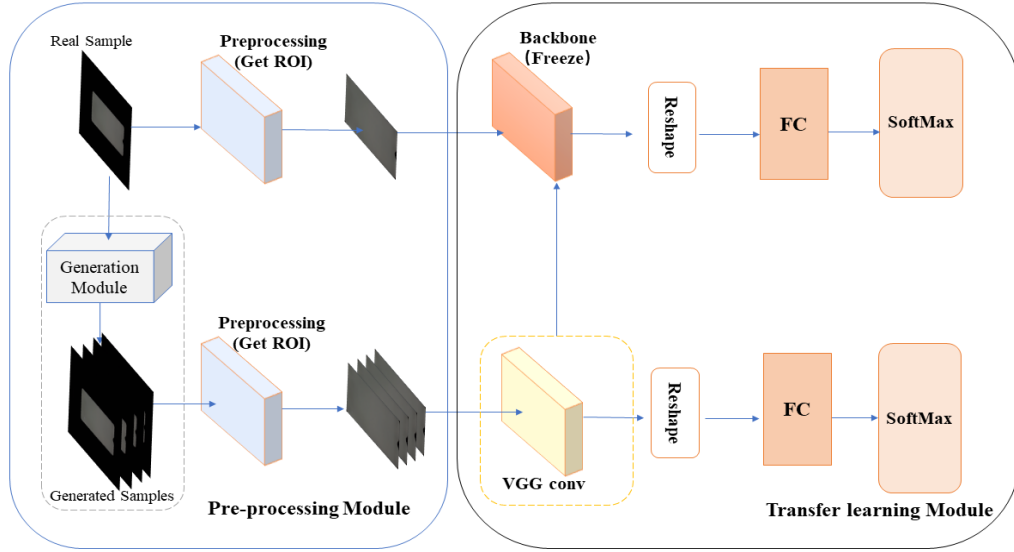 Real Sample
Preprocessing
(Get ROI)
Backbone
(Freeze)
Reshape
FC
SoftMax
Generation
Module
Preprocessing
(Get ROI)
Generated Samples
Pre-processing Module
VGG conv
Reshape
FC
SoftMax
Transfer learning Module